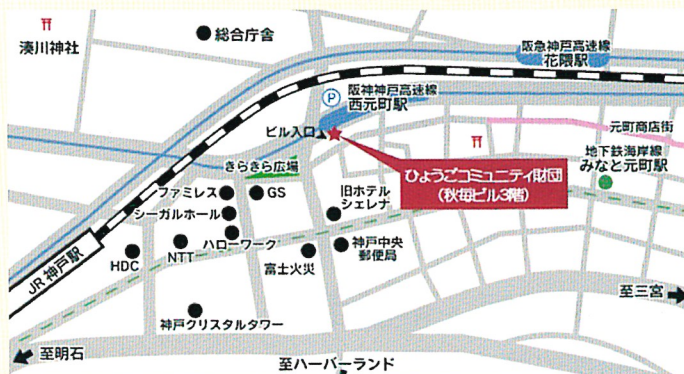 湊川神社
総合庁舎
阪急神戸高速線
花隈駅
阪神神戸高速線
西元町駅
P
ビル入口
元町商店街
地下鉄海岸線
みなと元町駅
ひょうごコミュニティ財団
(秋毎ビル3階)
きらきら広場
ファミレス
GS
旧ホテル
シェレナ
シーガルホール
ハローワーク
NTT
HDC
富士火災
神戸中央
郵便局
JR 神戸駅
神戸クリスタルタワー
至三宮
至明石
至ハーバーランド